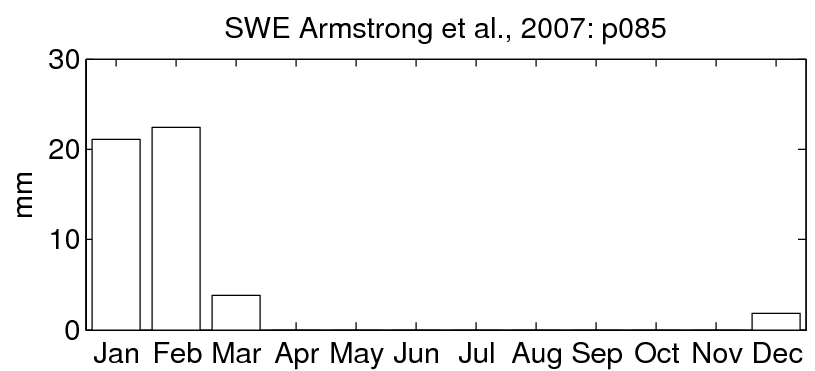 SWE Armstrong et al., 2007: p085
30
20
10
0
mm
Jan Feb Mar Apr May Jun Jul Aug Sep Oct Nov Dec